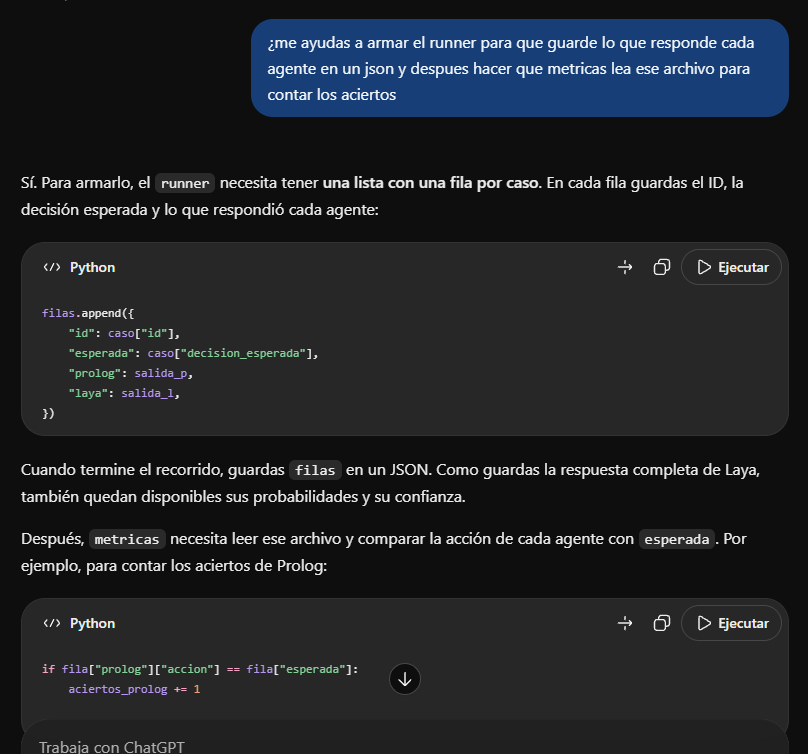 ¿me ayudas a armar el runner para que guarde lo que responde cada
agente en un json y despues hacer que metricas lea ese archivo para
contar los aciertos
Sí. Para armarlo, el runner necesita tener una lista con una fila por caso. En cada fila guardas el ID, la
decisión esperada y lo que respondió cada agente:
</> Python
Ejecutar
filas.append({
    "id": caso["id"],
    "esperada": caso["decision_esperada"],
    "prolog": salida_p,
    "laya": salida_l,
})
Cuando termine el recorrido, guardas filas en un JSON. Como guardas la respuesta completa de Laya,
también quedan disponibles sus probabilidades y su confianza.
Después, metricas necesita leer ese archivo y comparar la acción de cada agente con esperada. Por
ejemplo, para contar los aciertos de Prolog:
</> Python
Ejecutar
if fila["prolog"]["accion"] == fila["esperada"]:
    aciertos_prolog += 1
Trabaja con ChatGPT